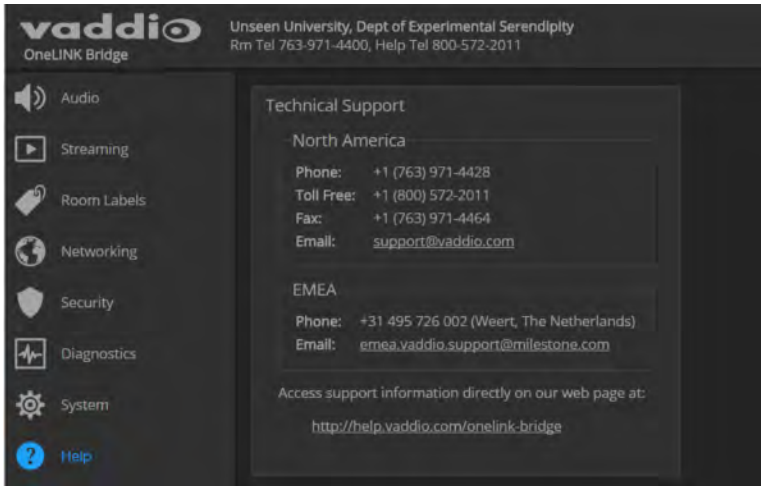 vaddio
OneLINK Bridge
Unseen University, Dept of Experimental Serendipity
Rm Tel 763-971-4400, Help Tel 800-572-2011
Audio
Streaming
Room Labels
Networking
Security
Diagnostics
System
? Help
Technical Support
North America
Phone: +1 (763) 971-4428
Toll Free: +1 (800) 572-2011
Fax: +1 (763) 971-4464
Email: support@vaddio.com
EMEA
Phone: +31 495 726 002 (Weert, The Netherlands)
Email: emea.vaddio.support@milestone.com
Access support information directly on our web page at:
http://help.vaddio.com/onelink-bridge